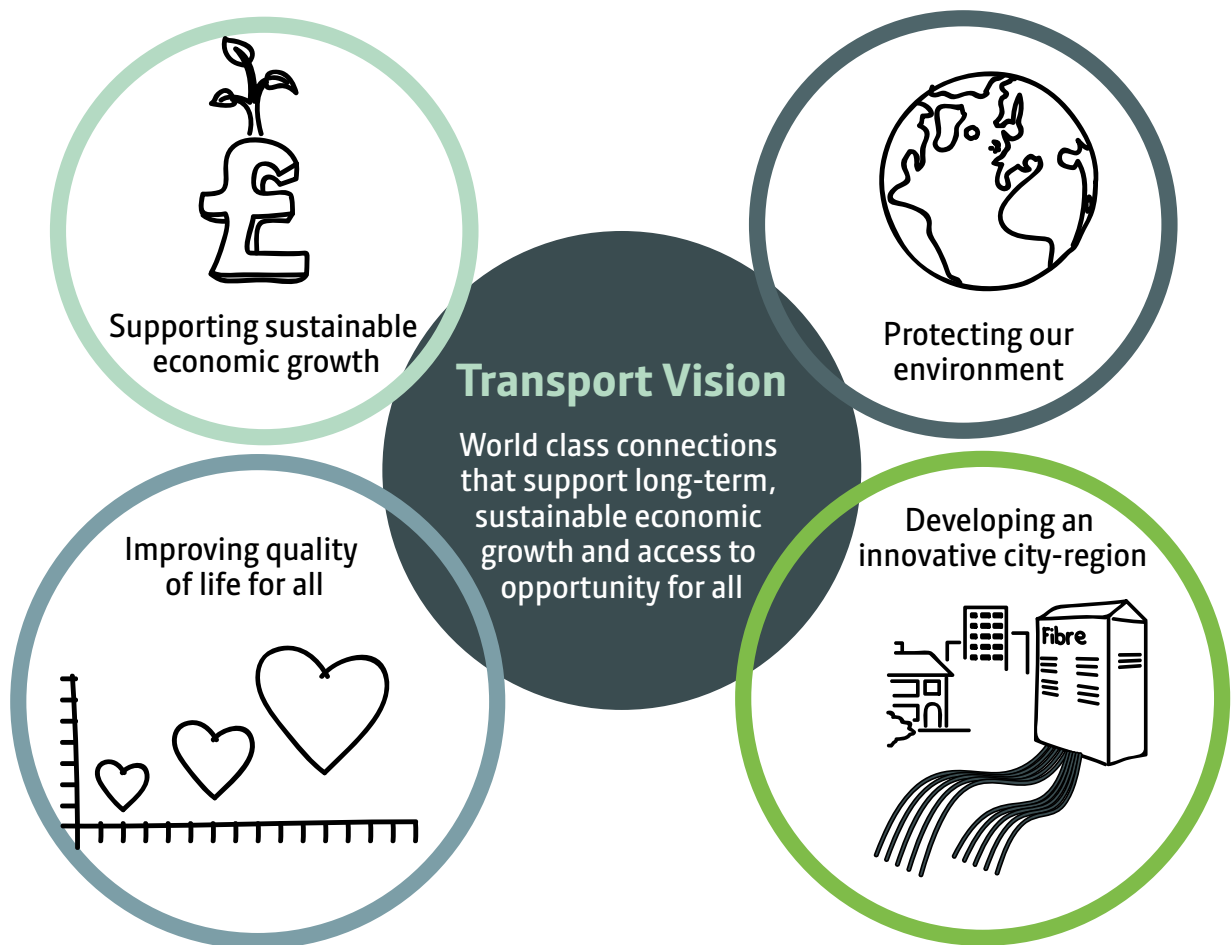 Supporting sustainable
economic growth
Protecting our
environment
Transport Vision
World class connections
that support long-term,
sustainable economic
growth and access to
opportunity for all
Improving quality
of life for all
Developing an
innovative city-region
Fibre